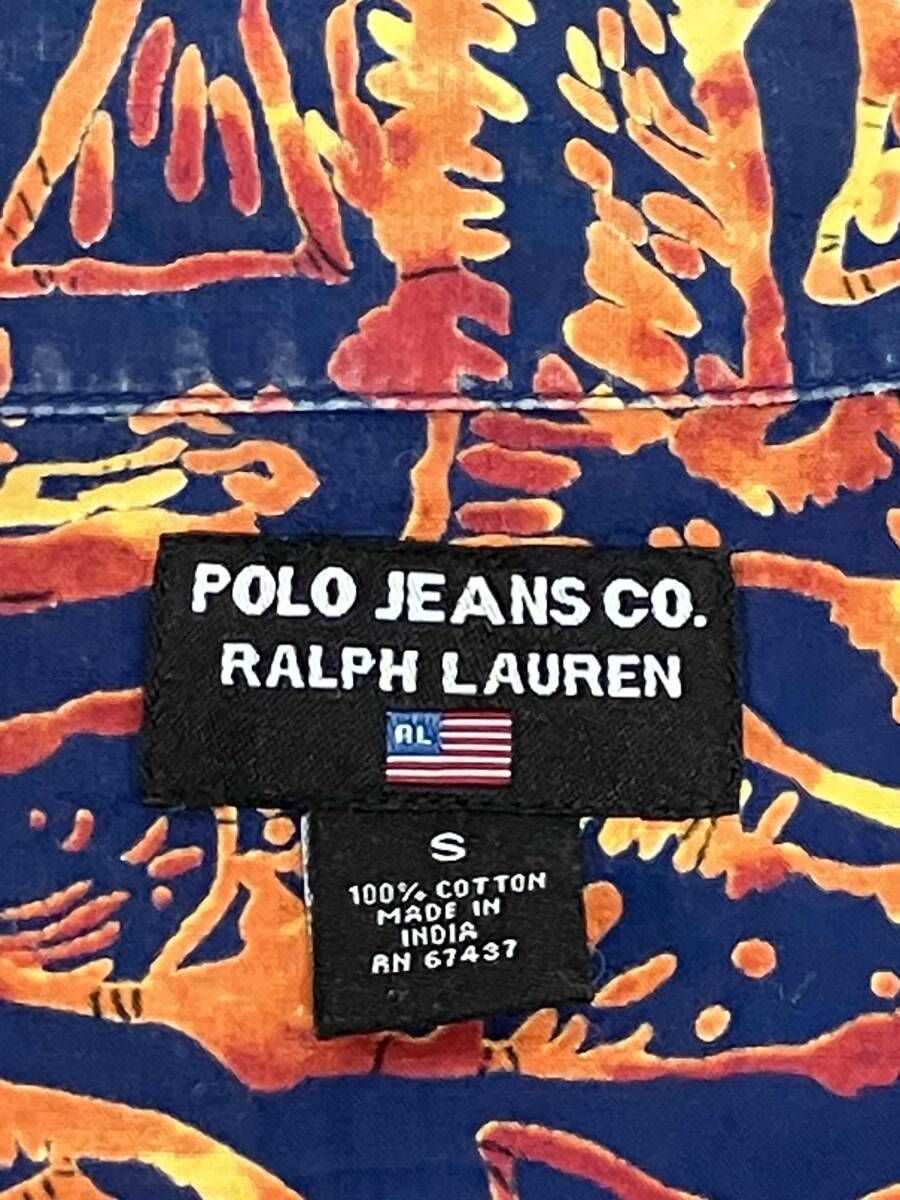 POLO JEANS CO.
RALPH LAUREN
RL
S
100% COTTON
MADE IN
INDIA
RN 67437